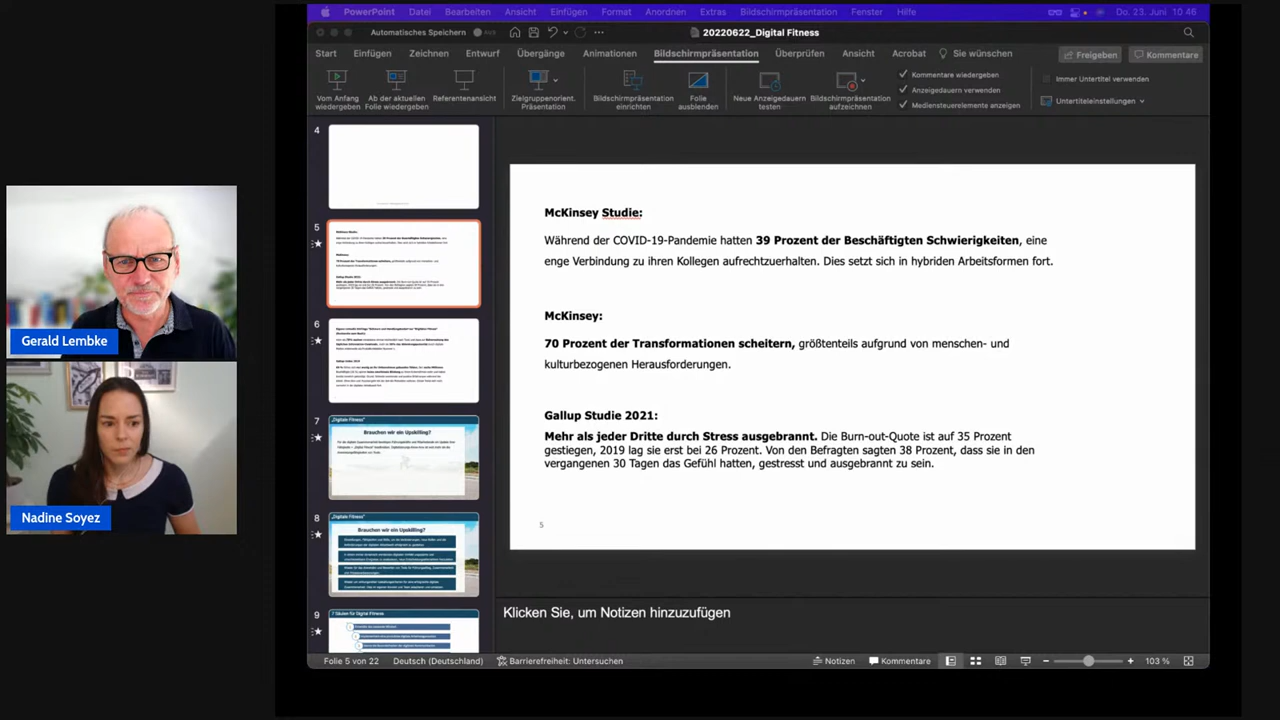 PowerPoint Datei Bearbeiten Ansicht Einfügen Format Anordnen Extras Bildschirmpräsentation Fenster Hilfe Do. 23. Juni 10 46
Automatisches Speichern 20220622_Digital Fitness
Start Einfügen Zeichnen Entwurf Übergänge Animationen Bildschirmpräsentation Überprüfen Ansicht Acrobat Sie wünschen Freigeben Kommentare
Vom Anfang wiedergeben
Ab der aktuellen Folie wiedergeben
Referentenansicht
Zielgruppenorient. Präsentation
Bildschirmpräsentation einrichten
Folie ausblenden
Neue Anzeigedauern testen
Bildschirmpräsentation aufzeichnen
Kommentare wiedergeben
Anzeigedauern verwenden
Mediensteuerelemente anzeigen
Immer Untertitel verwenden
Untertiteleinstellungen
4
5
6
7
„Digitale Fitness"
Brauchen wir ein Upskilling?
8
„Digitale Fitness"
Brauchen wir ein Upskilling?
9
7 Säulen für Digital Fitness
McKinsey Studie:
Während der COVID-19-Pandemie hatten 39 Prozent der Beschäftigten Schwierigkeiten, eine
enge Verbindung zu ihren Kollegen aufrechtzuerhalten. Dies setzt sich in hybriden Arbeitsformen fort.
McKinsey:
70 Prozent der Transformationen scheitern, größtenteils aufgrund von menschen- und
kulturbezogenen Herausforderungen.
Gallup Studie 2021:
Mehr als jeder Dritte durch Stress ausgebrannt. Die Burn-out-Quote ist auf 35 Prozent
gestiegen, 2019 lag sie erst bei 26 Prozent. Von den Befragten sagten 38 Prozent, dass sie in den
vergangenen 30 Tagen das Gefühl hatten, gestresst und ausgebrannt zu sein.
5
Klicken Sie, um Notizen hinzuzufügen
Folie 5 von 22 Deutsch (Deutschland) Barrierefreiheit: Untersuchen Notizen Kommentare 103 %
Gerald Lembke
Nadine Soyez